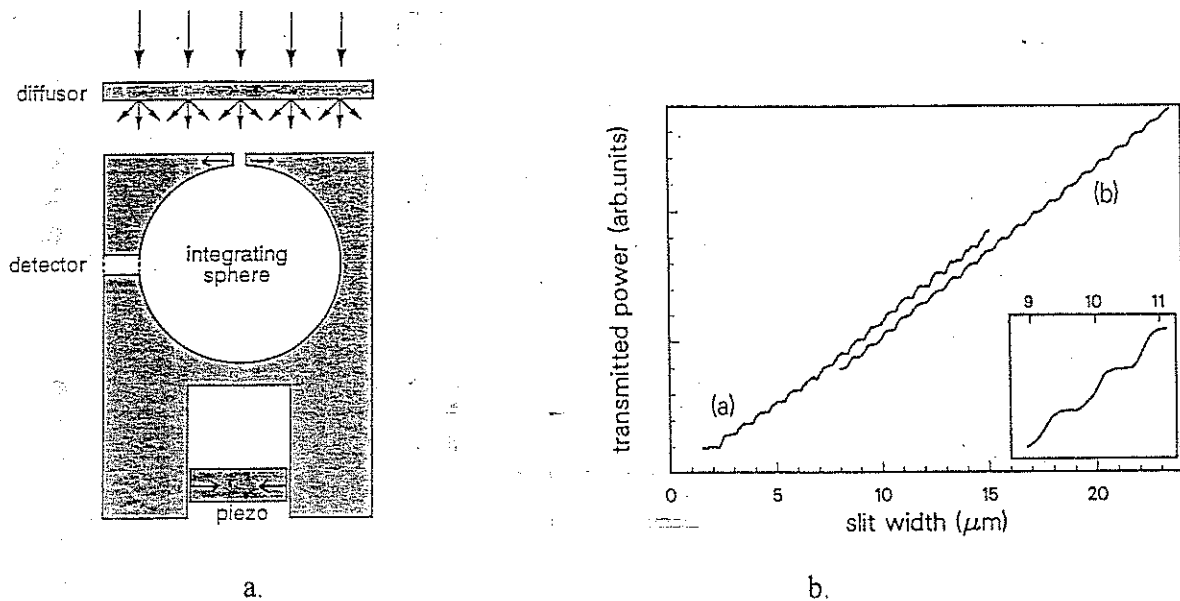 diffusor
detector
integrating
sphere
piezo
a.
transmitted power (arb.units)
(a)
(b)
9 10 11
0 5 10 15 20
slit width (μm)
b.